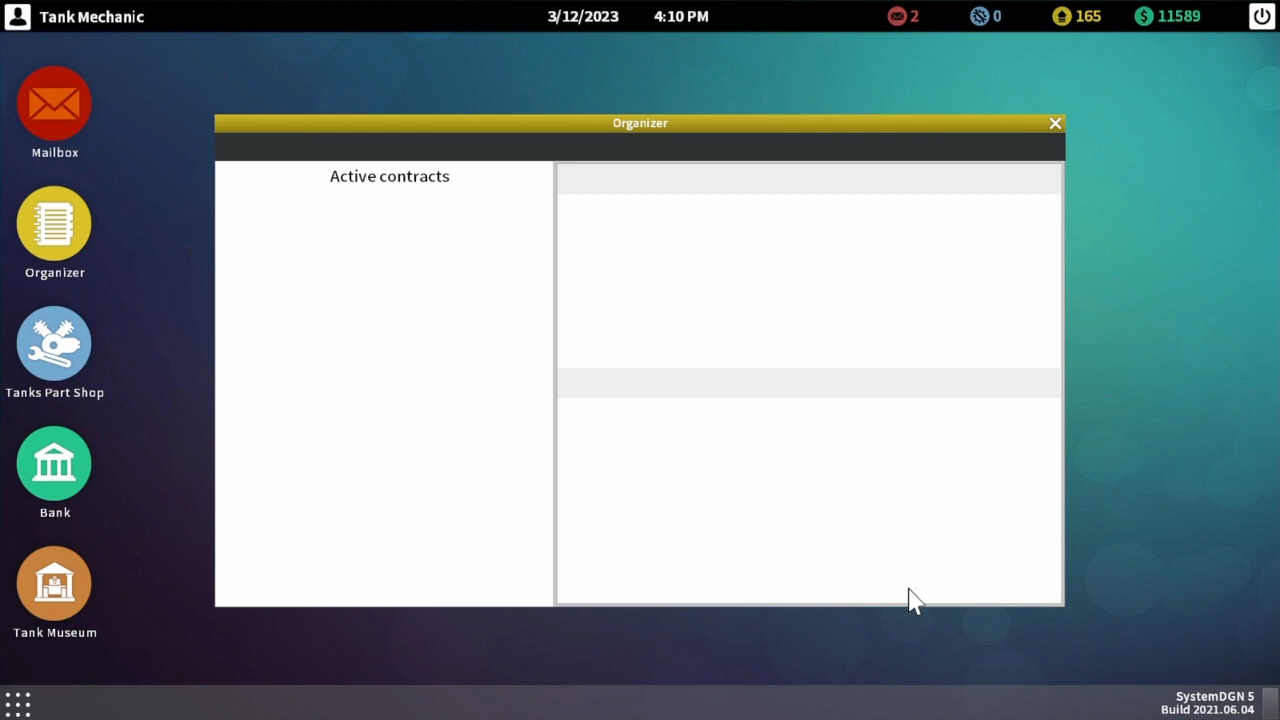 Tank Mechanic
3/12/2023 4:10 PM
2
0
165
11589
Organizer
Active contracts
Mailbox
Organizer
Tanks Part Shop
Bank
Tank Museum
SystemDGN 5
Build 2021.06.04